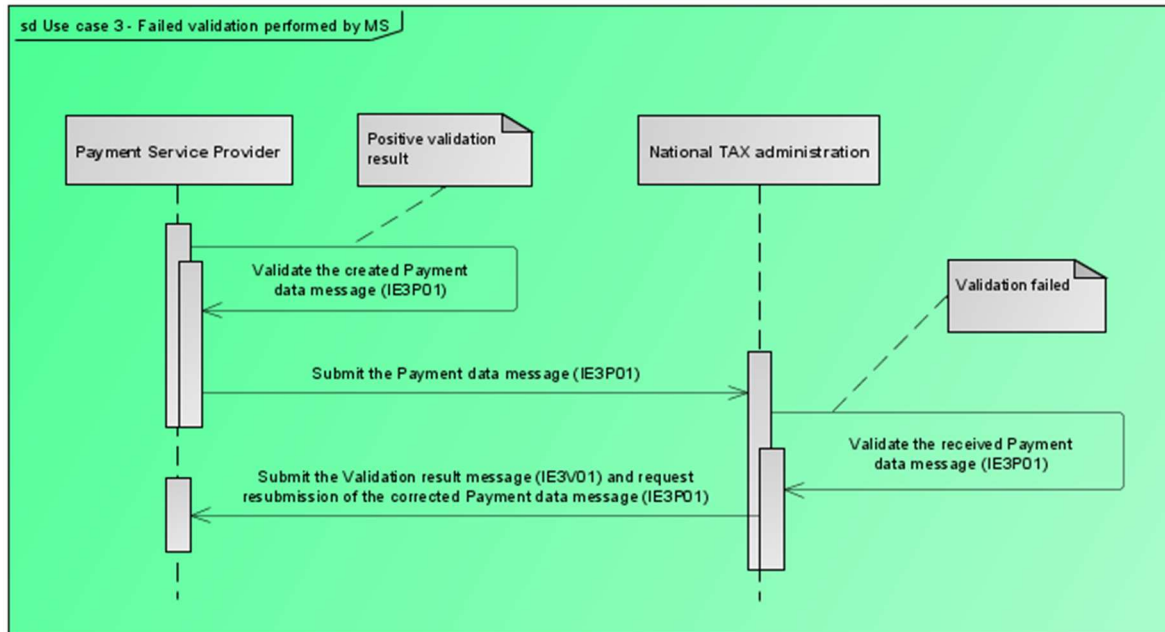 sd Use case 3 - Failed validation performed by MS
Payment Service Provider
Positive validation
result
National TAX administration
Validate the created Payment
data message (IE3P01)
Validation failed
Submit the Payment data message (IE3P01)
Validate the received Payment
data message (IE3P01)
Submit the Validation result message (IE3V01) and request
resubmission of the corrected Payment data message (IE3P01)